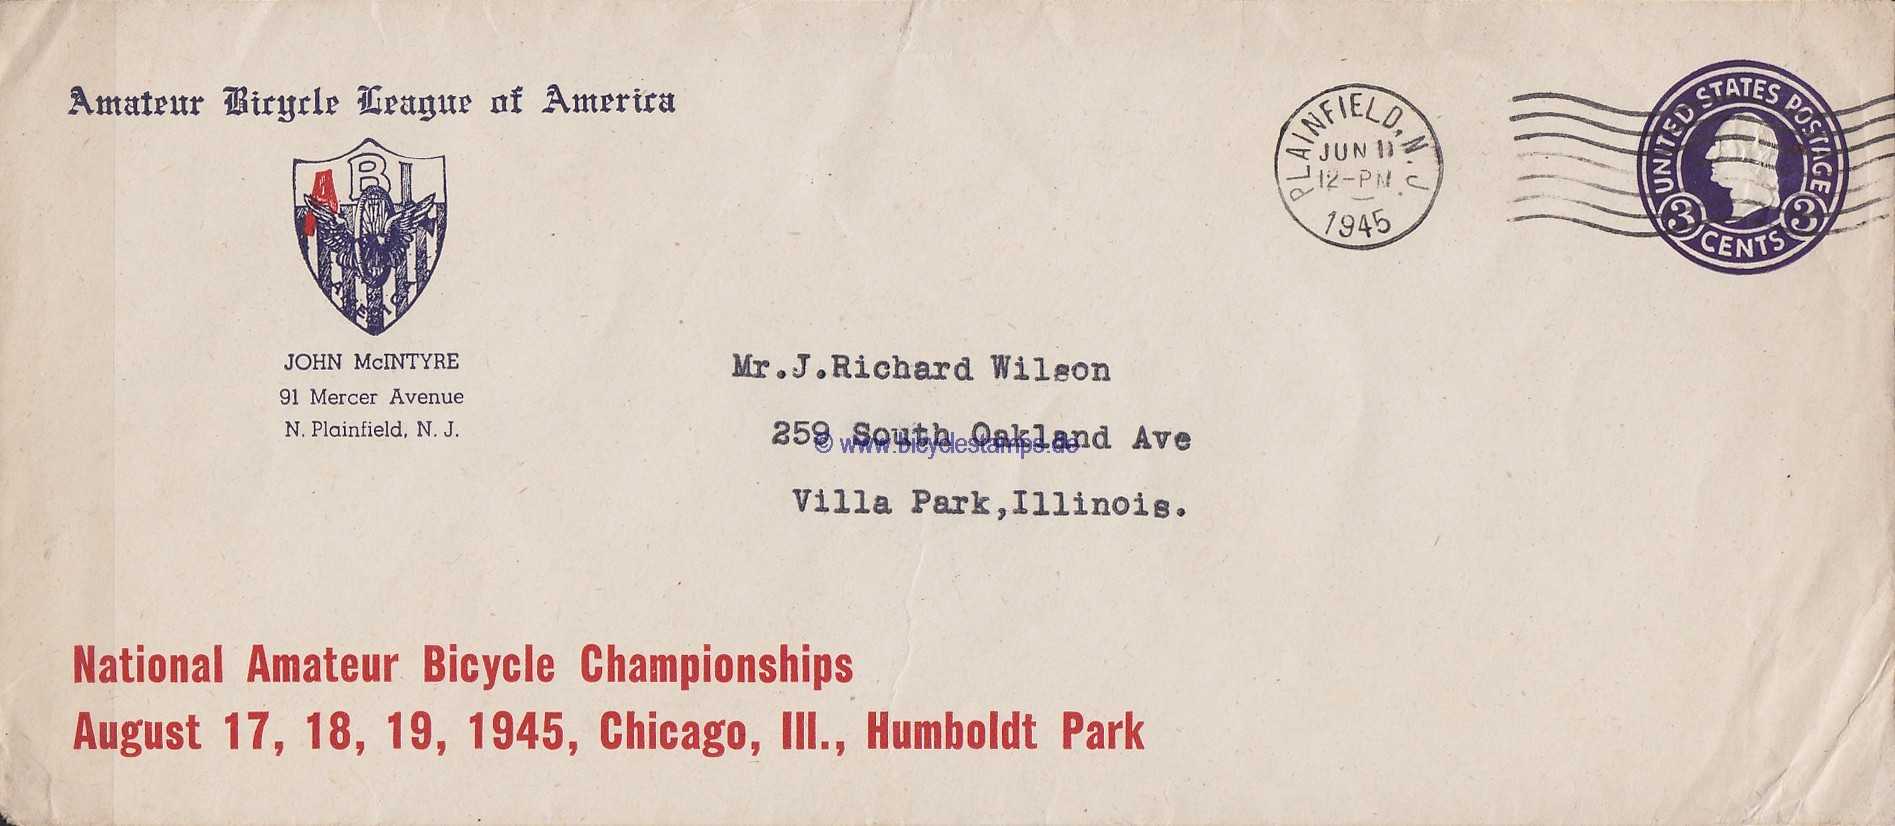 Amateur Bicycle League of America
ABL
JOHN McINTYRE
91 Mercer Avenue
N. Plainfield, N. J.
PLAINFIELD, N. J.
JUN 11
12-PM
1945
UNITED STATES POSTAGE
3 CENTS 3
Mr.J.Richard Wilson
259 South Oakland Ave
© www.bicyclestamps.de
Villa Park,Illinois.
National Amateur Bicycle Championships
August 17, 18, 19, 1945, Chicago, Ill., Humboldt Park